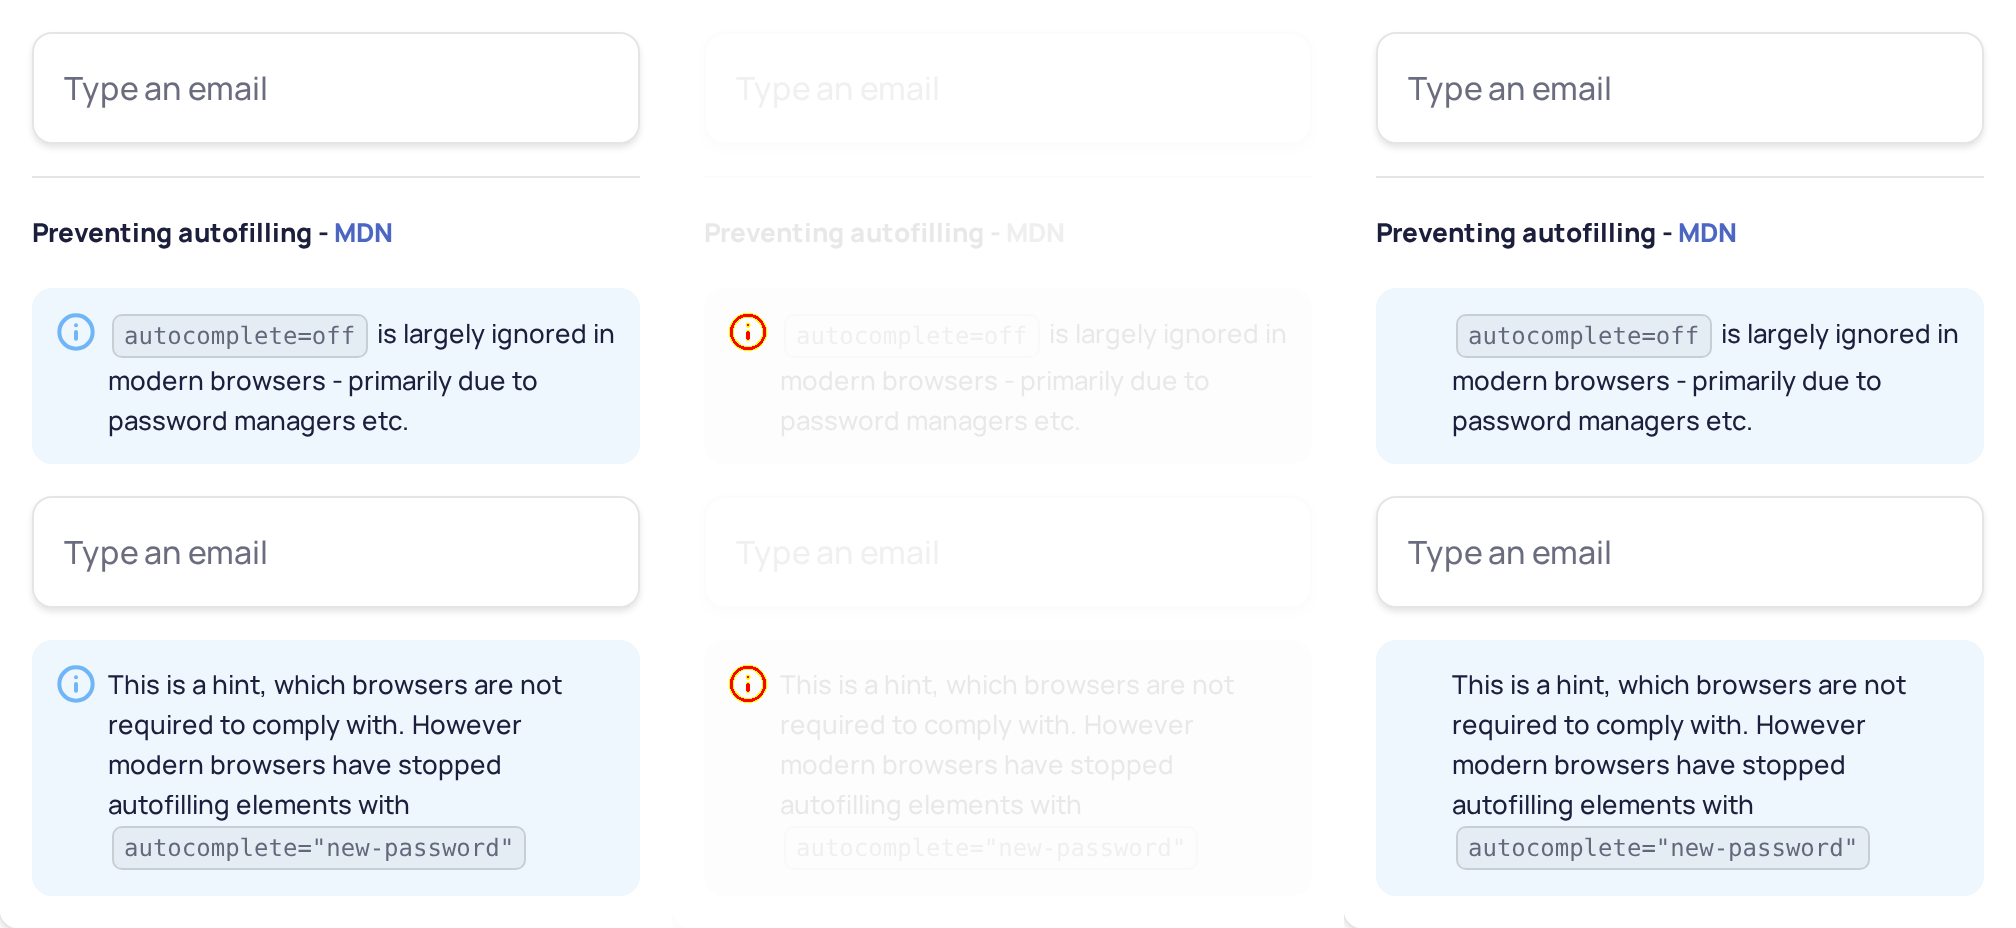 Type an email
Preventing autofilling - MDN
autocomplete=off is largely ignored in
modern browsers - primarily due to
password managers etc.
Type an email
This is a hint, which browsers are not
required to comply with. However
modern browsers have stopped
autofilling elements with
autocomplete="new-password"
Type an email
Preventing autofilling - MDN
autocomplete=off is largely ignored in
modern browsers - primarily due to
password managers etc.
Type an email
This is a hint, which browsers are not
required to comply with. However
modern browsers have stopped
autofilling elements with
autocomplete="new-password"
Type an email
Preventing autofilling - MDN
autocomplete=off is largely ignored in
modern browsers - primarily due to
password managers etc.
Type an email
This is a hint, which browsers are not
required to comply with. However
modern browsers have stopped
autofilling elements with
autocomplete="new-password"